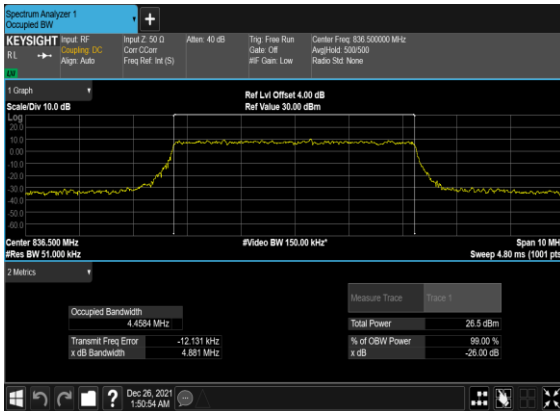 Spectrum Analyzer 1
Occupied BW
+
KEYSIGHT
RL
LXI
Input: RF
Coupling: DC
Align: Auto
Input Z: 50 Ω
Corr CCorr
Freq Ref: Int (S)
Atten: 40 dB
Trig: Free Run
Gate: Off
#IF Gain: Low
Center Freq: 836.500000 MHz
Avg|Hold: 500/500
Radio Std: None
1 Graph
Scale/Div 10.0 dB
Ref Lvl Offset 4.00 dB
Ref Value 30.00 dBm
Log
20.0
10.0
0.00
-10.0
-20.0
-30.0
-40.0
-50.0
-60.0
Center 836.500 MHz
#Res BW 51.000 kHz
#Video BW 150.00 kHz*
Span 10 MH
Sweep 4.80 ms (1001 pts
2 Metrics
Measure Trace Trace 1
Occupied Bandwidth
4.4584 MHz
Total Power 26.5 dBm
Transmit Freq Error -12.131 kHz
% of OBW Power 99.00 %
x dB Bandwidth 4.881 MHz
x dB -26.00 dB
?
Dec 26, 2021
1:50:54 AM